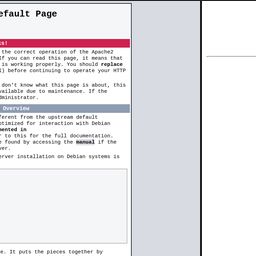 efault Page
ks!
the correct operation of the Apache2
If you can read this page, it means that
is working properly. You should replace
) before continuing to operate your HTTP
don't know what this page is about, this
vailable due to maintenance. If the
dministrator.
Overview
ferent from the upstream default
ptimized for interaction with Debian
mented in
r to this for the full documentation.
e found by accessing the manual if the
ver.
erver installation on Debian systems is
e. It puts the pieces together by